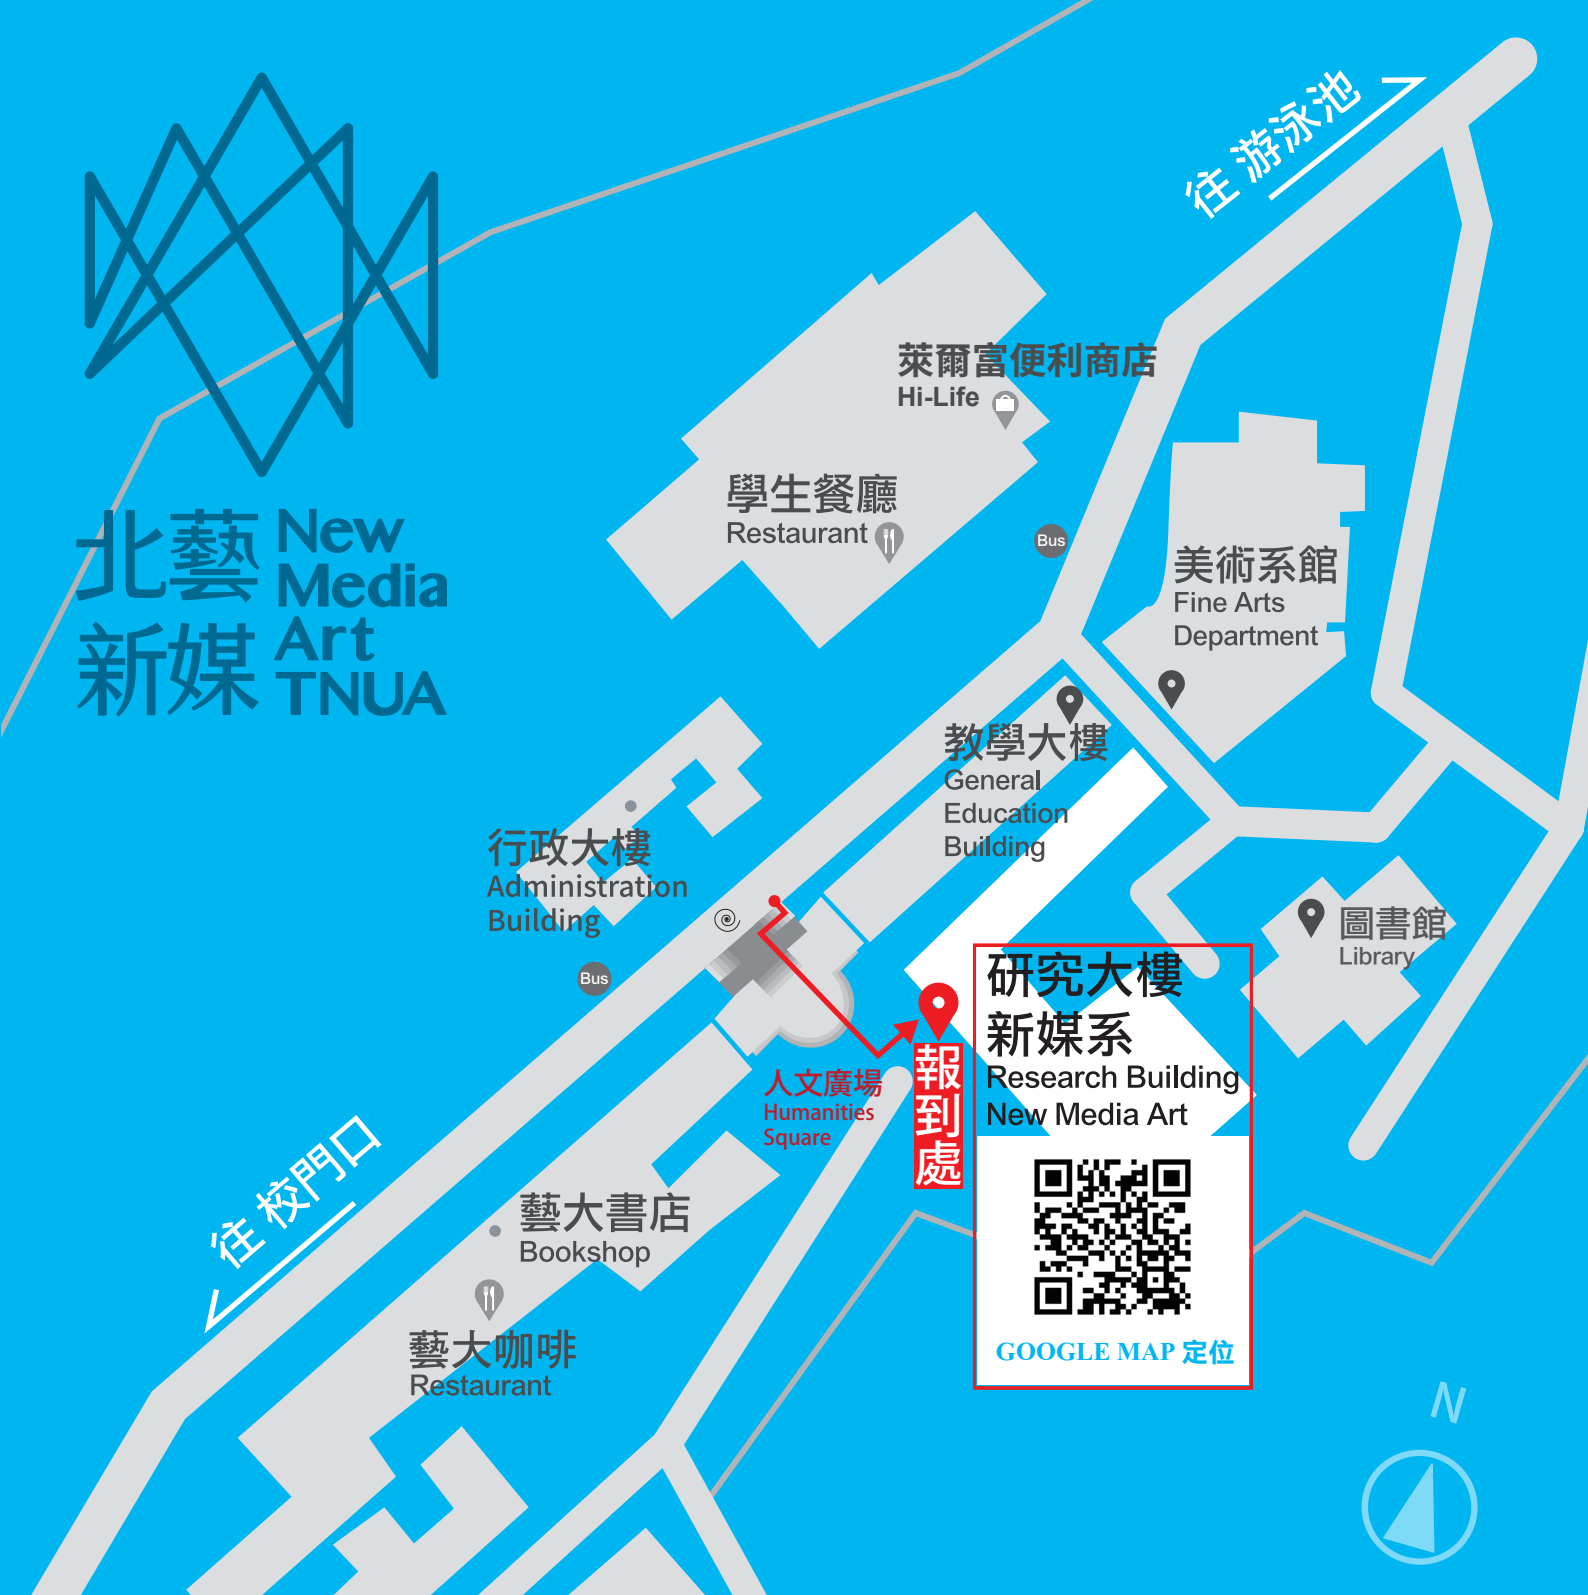 往 游泳池
北藝
新媒
New
Media
Art
TNUA
萊爾富便利商店
Hi-Life
學生餐廳
Restaurant
Bus
美術系館
Fine Arts
Department
教學大樓
General
Education
Building
行政大樓
Administration
Building
Bus
圖書館
Library
研究大樓
新媒系
Research Building
New Media Art
報到處
人文廣場
Humanities
Square
往 校門口
藝大書店
Bookshop
藝大咖啡
Restaurant
GOOGLE MAP 定位
N